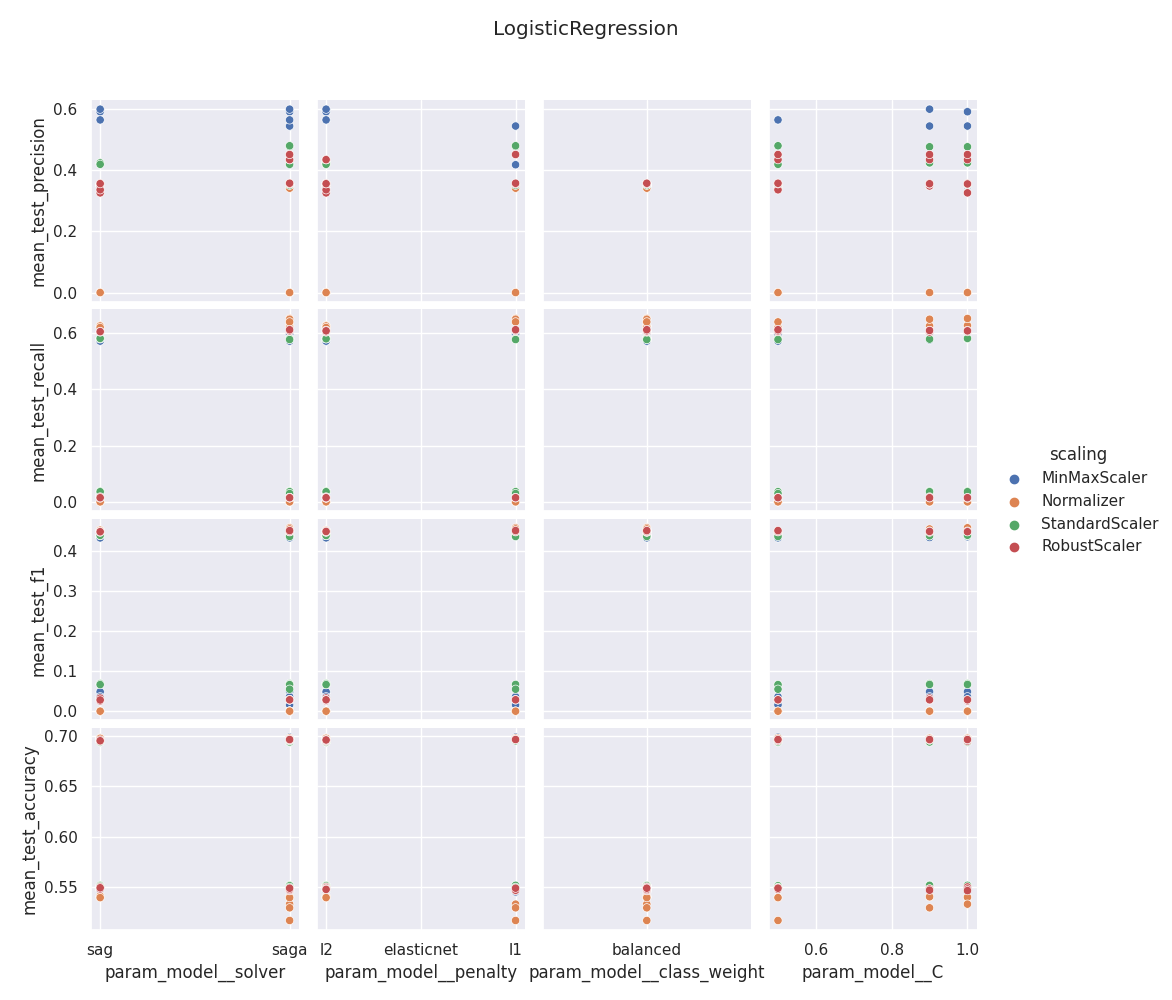 LogisticRegression
mean_test_precision
0.6
0.4
0.2
0.0
mean_test_recall
0.6
0.4
0.2
0.0
mean_test_f1
0.4
0.3
0.2
0.1
0.0
mean_test_accuracy
0.70
0.65
0.60
0.55
sag saga
param_model__solver
l2 elasticnet l1
param_model__penalty
balanced
param_model__class_weight
0.6 0.8 1.0
param_model__C
scaling
MinMaxScaler
Normalizer
StandardScaler
RobustScaler